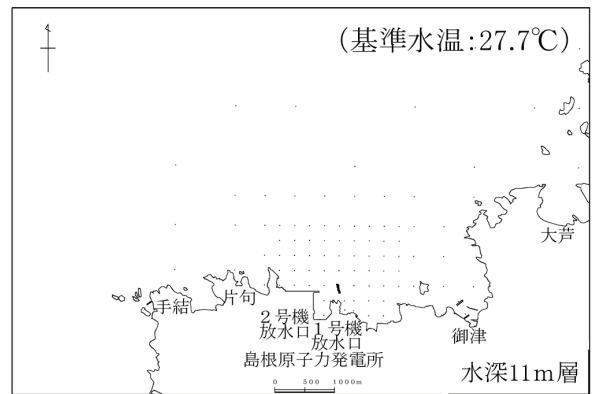 (基準水温:27.7℃)
大芦
手結
片句
2号機
放水口
1号機
放水口
御津
島根原子力発電所
水深11m層
0 500 1000m